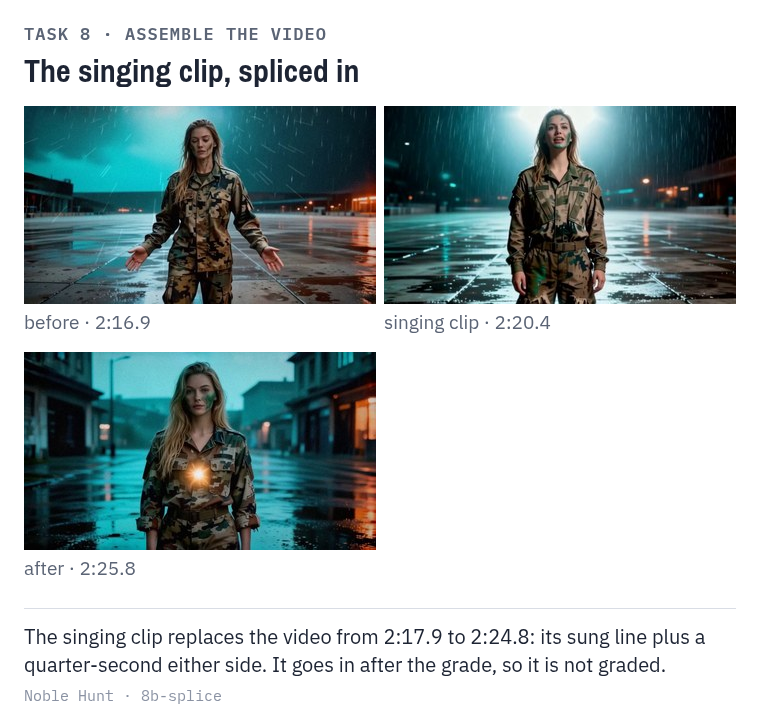 TASK 8 · ASSEMBLE THE VIDEO
The singing clip, spliced in
before · 2:16.9
singing clip · 2:20.4
after · 2:25.8
The singing clip replaces the video from 2:17.9 to 2:24.8: its sung line plus a
quarter-second either side. It goes in after the grade, so it is not graded.
Noble Hunt · 8b-splice